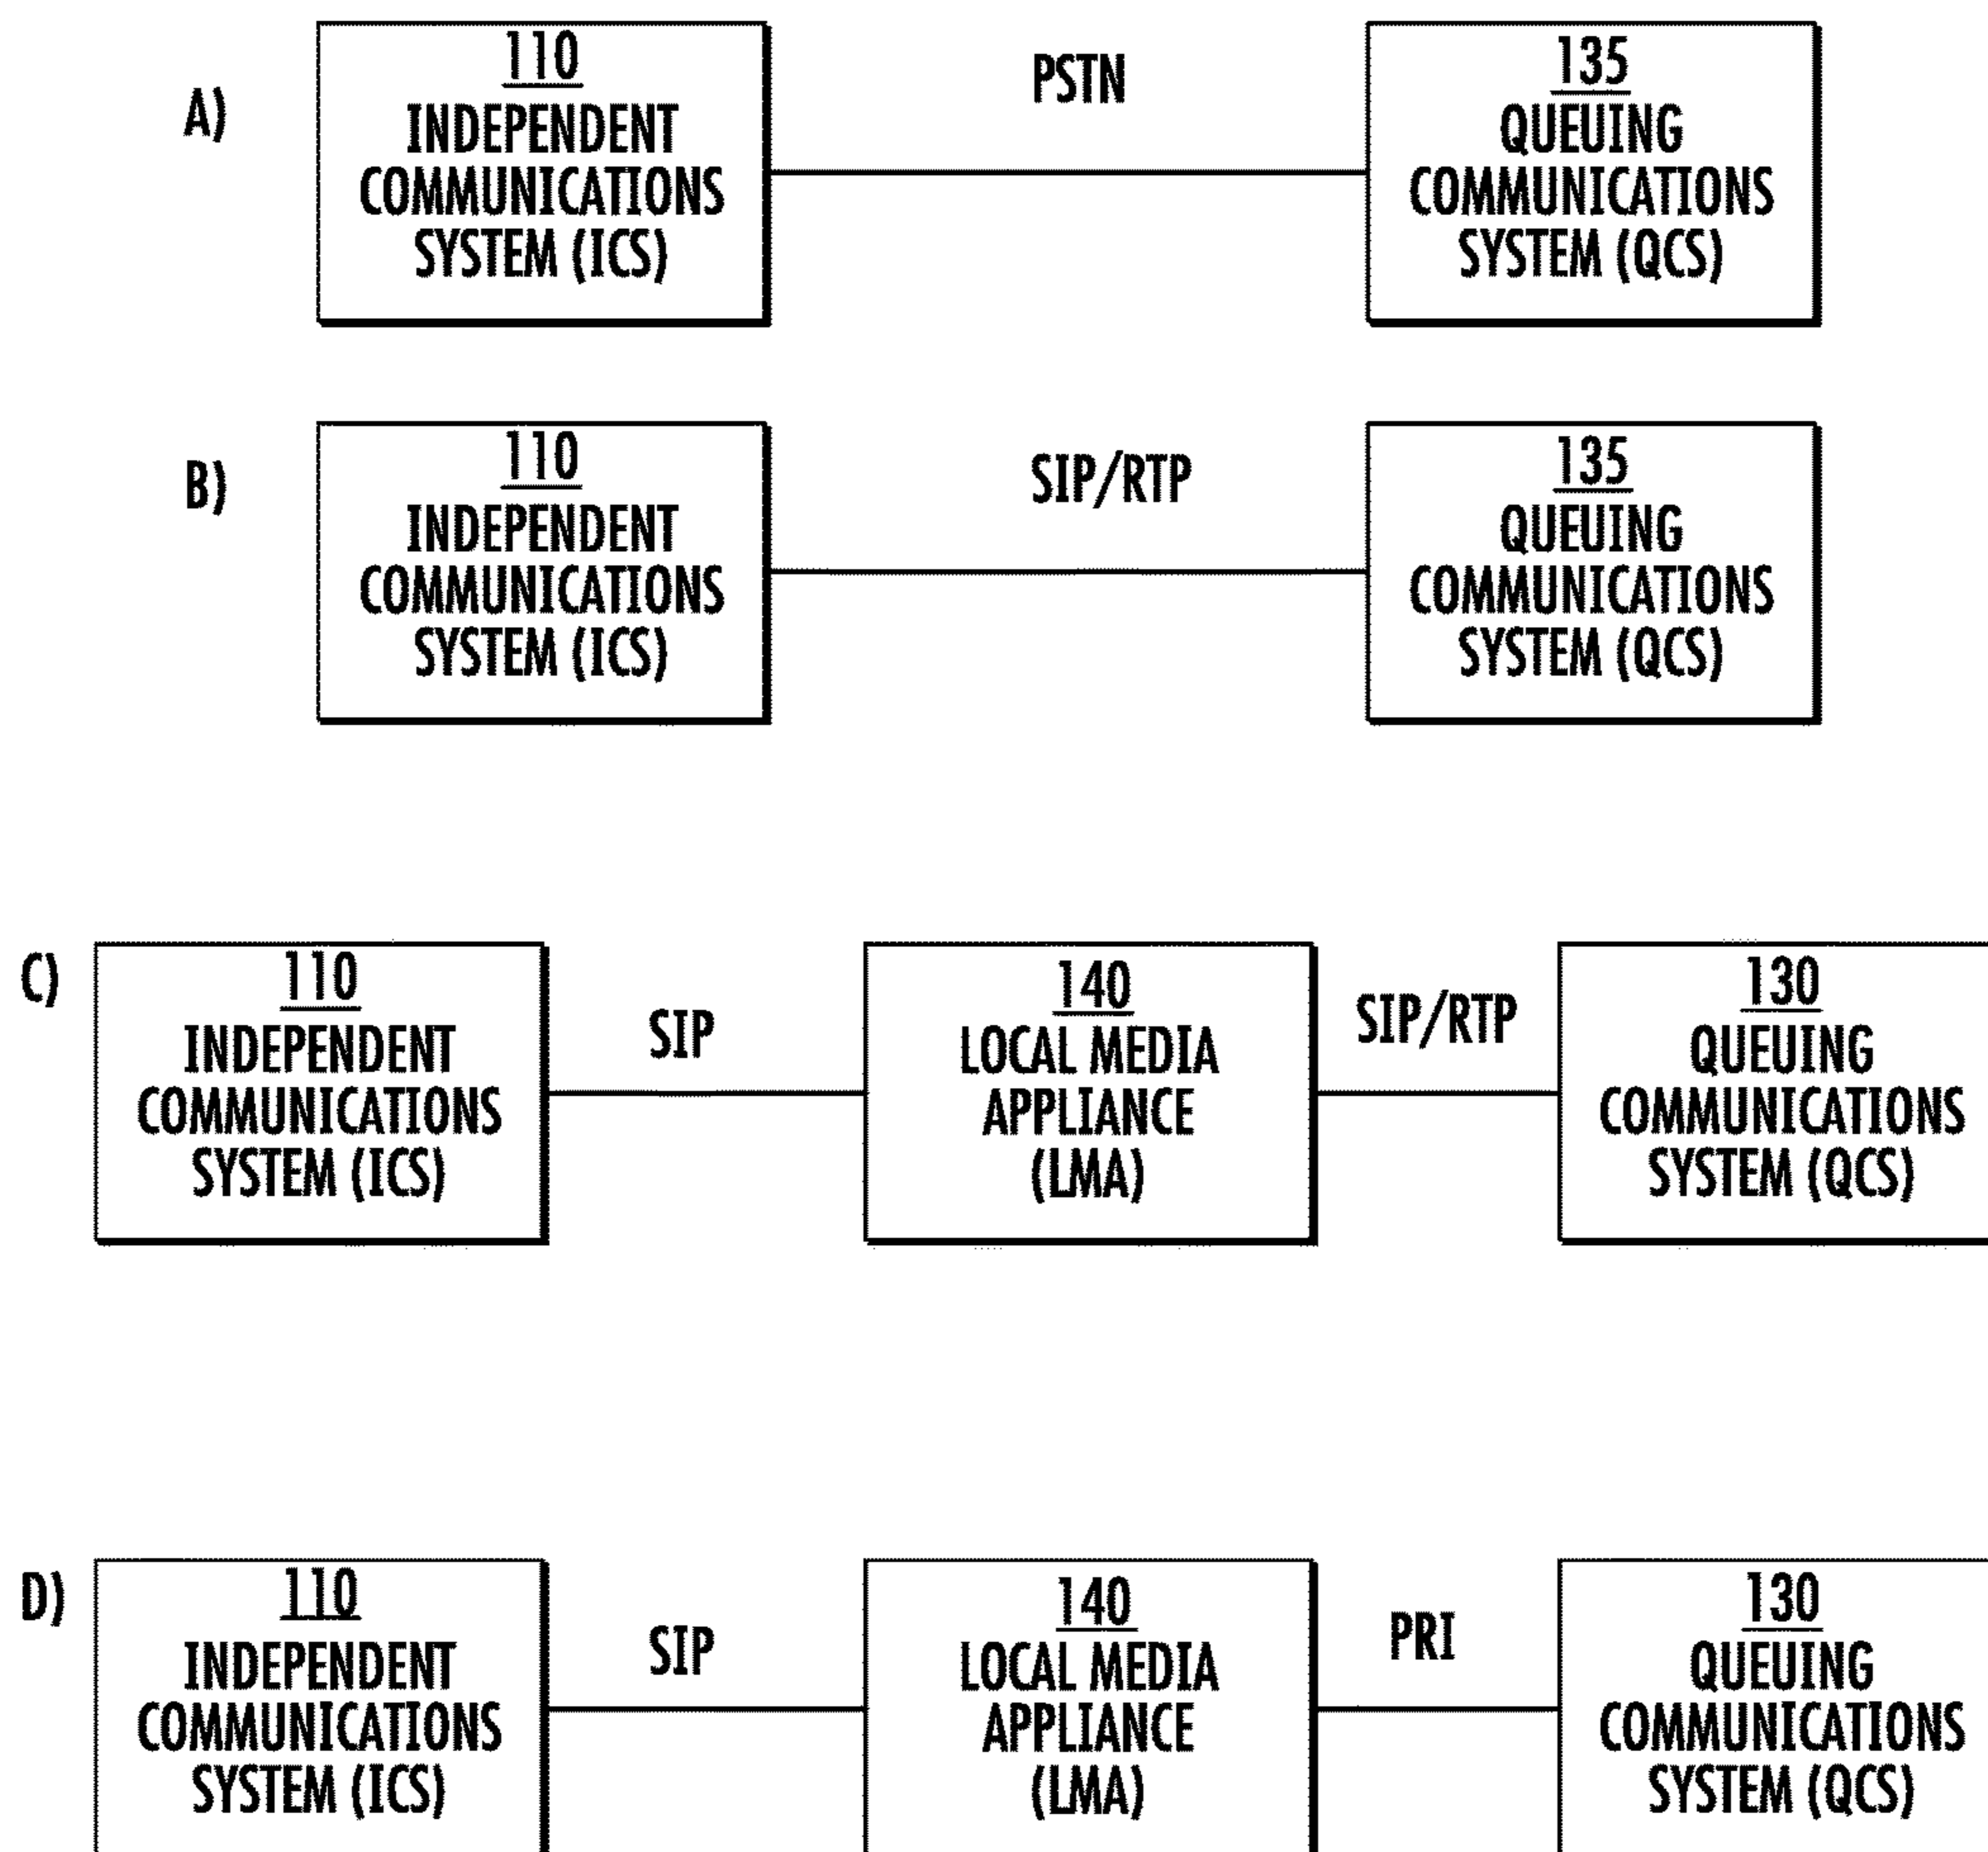 A)
110
INDEPENDENT
COMMUNICATIONS
SYSTEM (ICS)
PSTN
135
QUEUING
COMMUNICATIONS
SYSTEM (QCS)
B)
110
INDEPENDENT
COMMUNICATIONS
SYSTEM (ICS)
SIP/RTP
135
QUEUING
COMMUNICATIONS
SYSTEM (QCS)
C)
110
INDEPENDENT
COMMUNICATIONS
SYSTEM (ICS)
SIP
140
LOCAL MEDIA
APPLIANCE
(LMA)
SIP/RTP
130
QUEUING
COMMUNICATIONS
SYSTEM (QCS)
D)
110
INDEPENDENT
COMMUNICATIONS
SYSTEM (ICS)
SIP
140
LOCAL MEDIA
APPLIANCE
(LMA)
PRI
130
QUEUING
COMMUNICATIONS
SYSTEM (QCS)